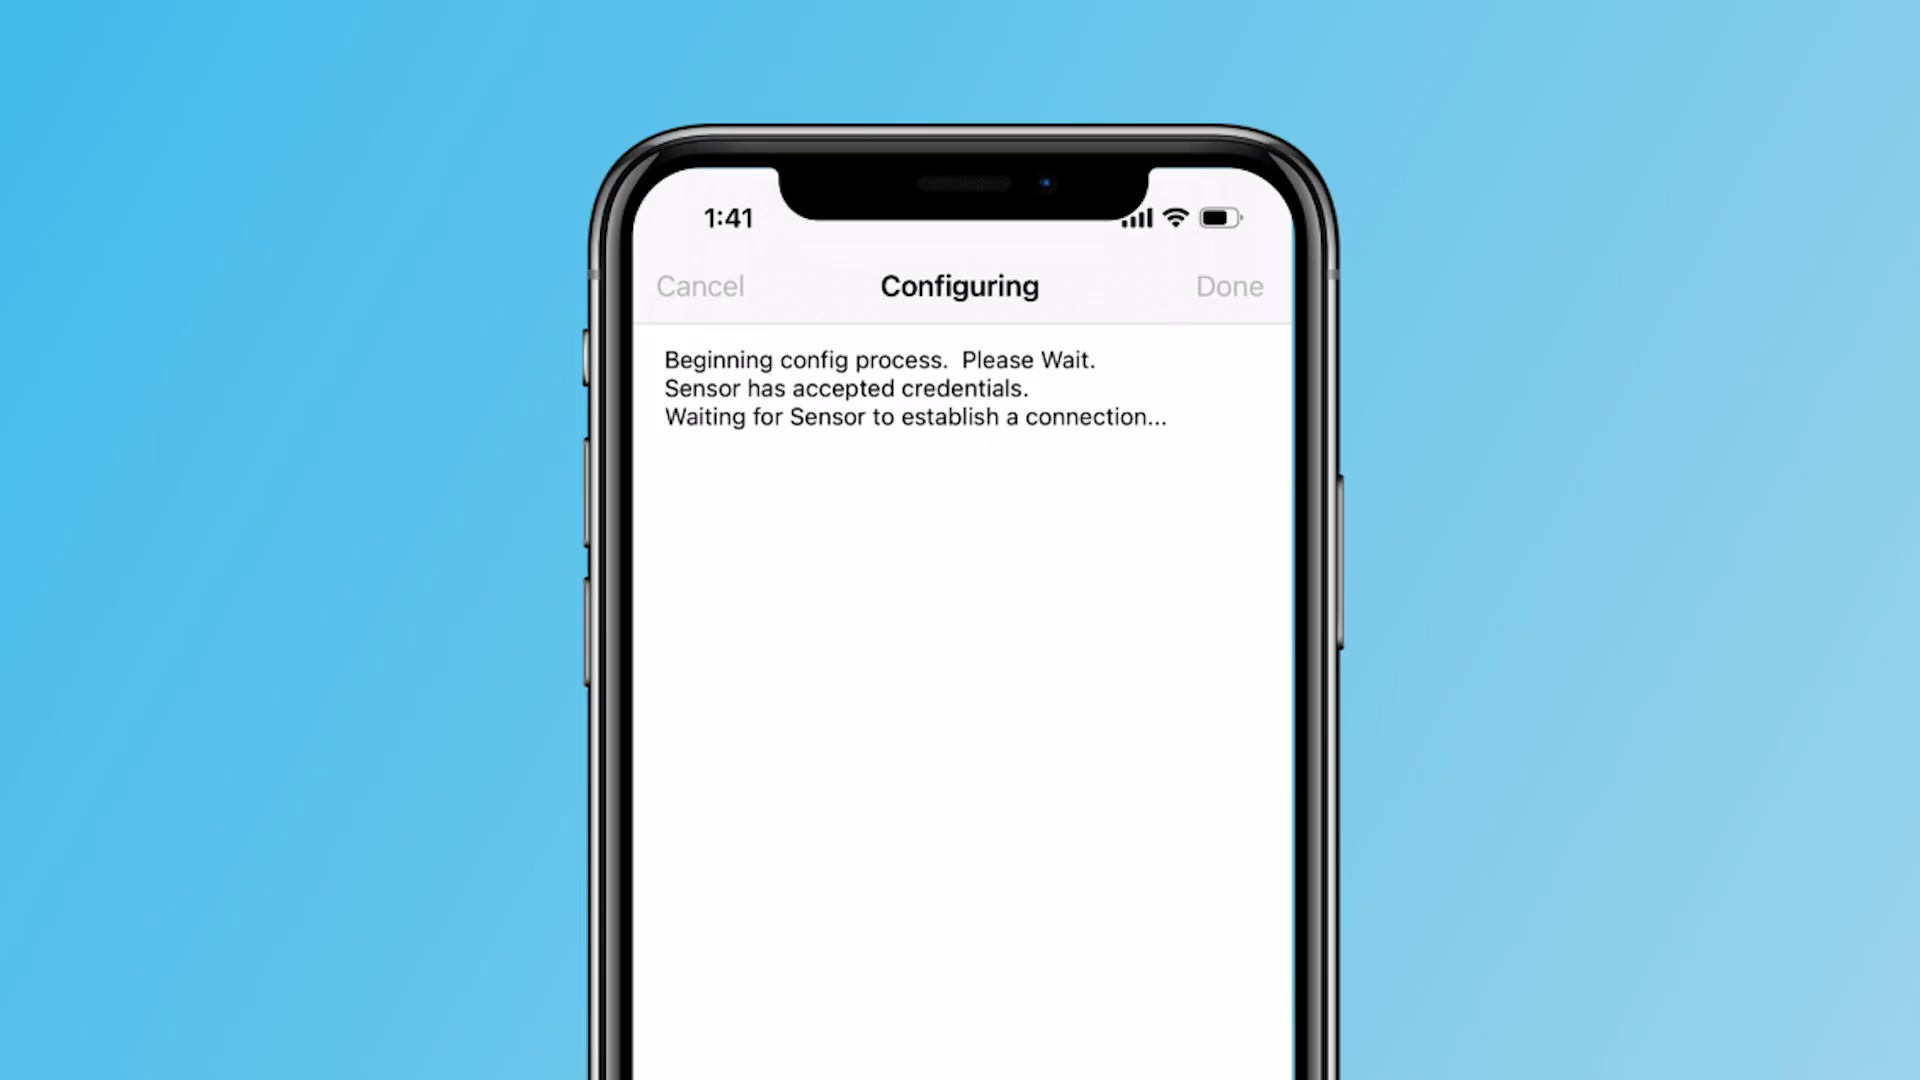 1:41
Cancel Configuring Done
Beginning config process.  Please Wait.
Sensor has accepted credentials.
Waiting for Sensor to establish a connection...